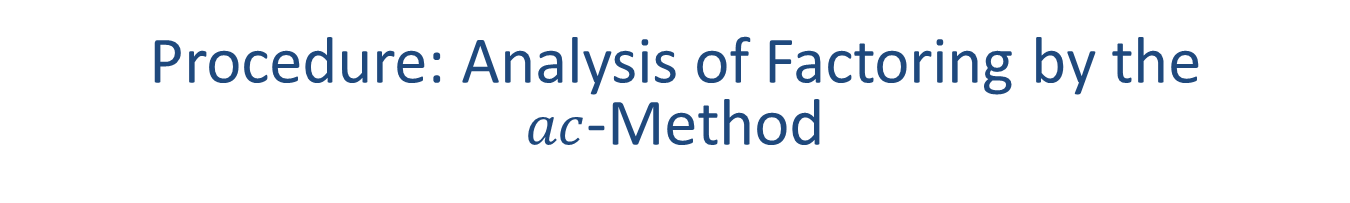 Procedure: Analysis of Factoring by the
ac-Method